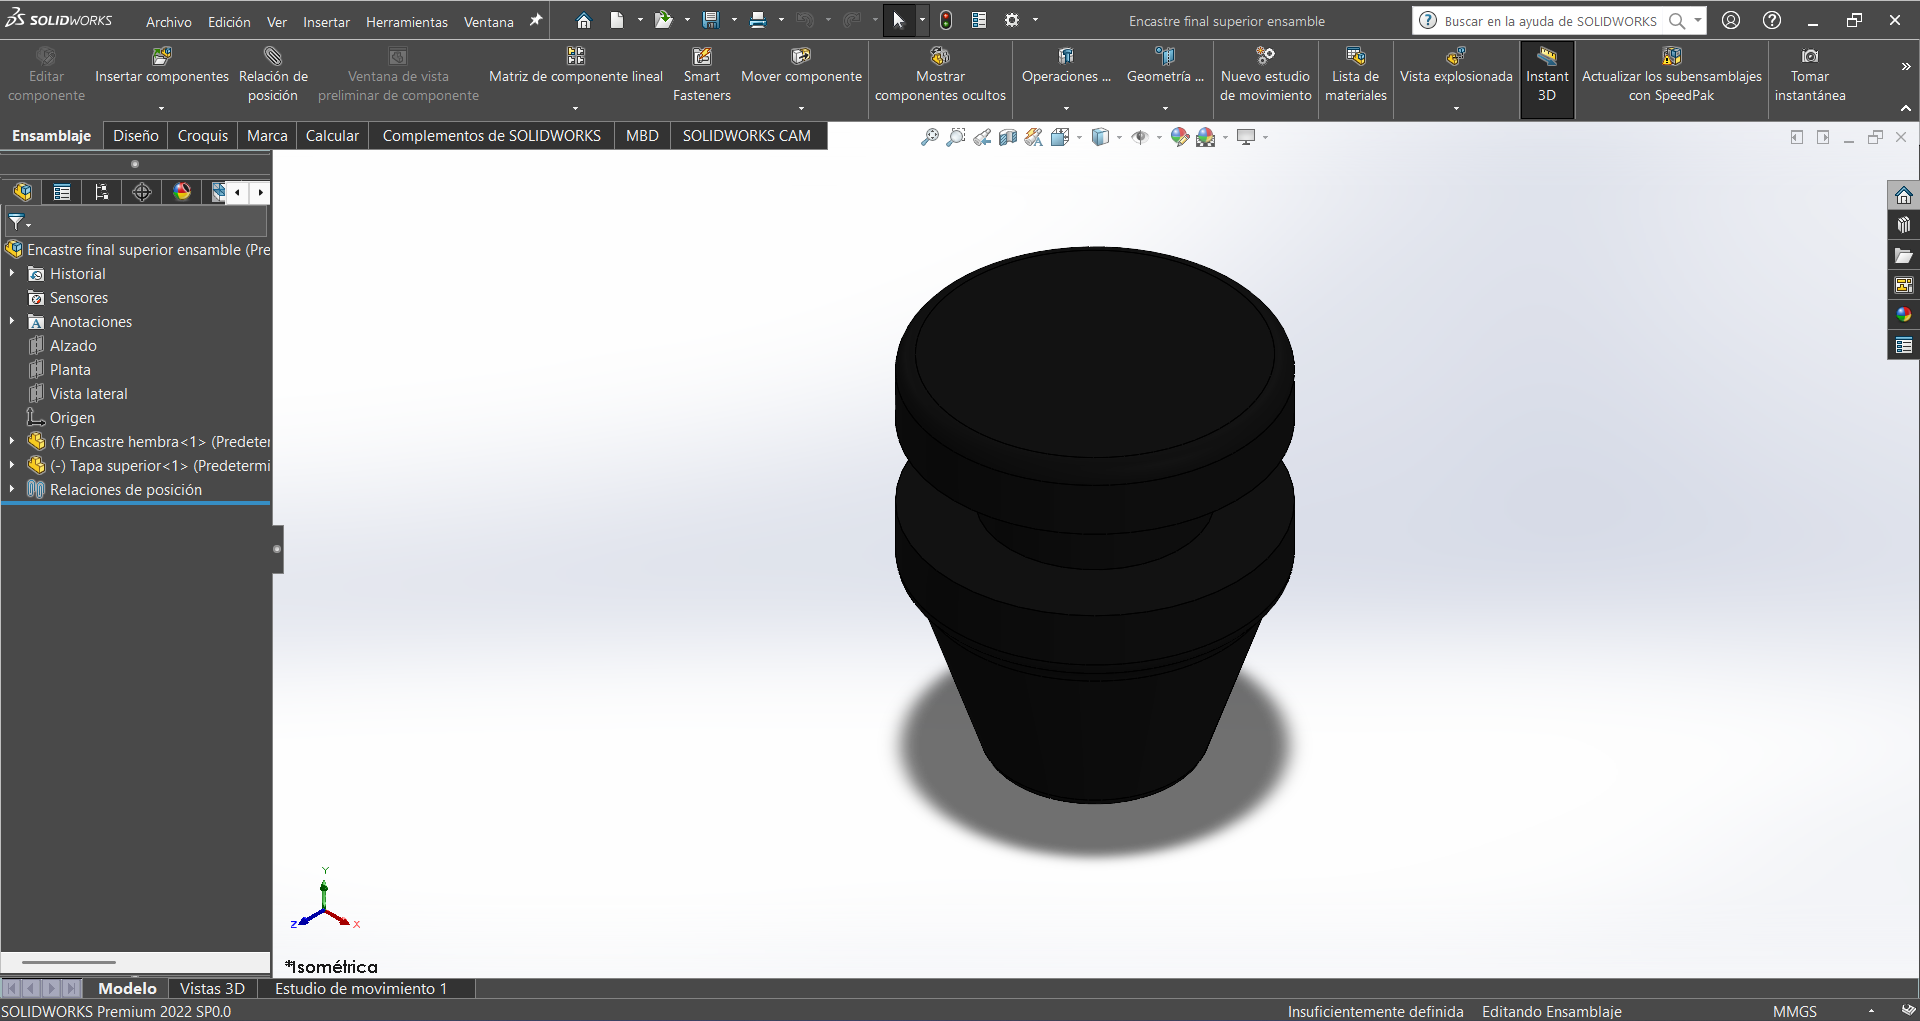 SOLIDWORKS Archivo Edición Ver Insertar Herramientas Ventana Encastre final superior ensamble Buscar en la ayuda de SOLIDWORKS
Editar componente
Insertar componentes
Relación de posición
Ventana de vista preliminar de componente
Matriz de componente lineal
Smart Fasteners
Mover componente
Mostrar componentes ocultos
Operaciones ...
Geometría ...
Nuevo estudio de movimiento
Lista de materiales
Vista explosionada
Instant 3D
Actualizar los subensamblajes con SpeedPak
Tomar instantánea
Ensamblaje Diseño Croquis Marca Calcular Complementos de SOLIDWORKS MBD SOLIDWORKS CAM
Encastre final superior ensamble (Pre
Historial
Sensores
Anotaciones
Alzado
Planta
Vista lateral
Origen
(f) Encastre hembra<1> (Predeter
(-) Tapa superior<1> (Predetermi
Relaciones de posición
Y
Z X
*Isométrica
Modelo Vistas 3D Estudio de movimiento 1
SOLIDWORKS Premium 2022 SP0.0 Insuficientemente definida Editando Ensamblaje MMGS